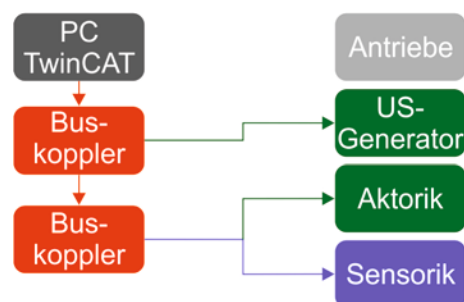 PC
TwinCAT
Bus-
koppler
Bus-
koppler
Antriebe
US-
Generator
Aktorik
Sensorik